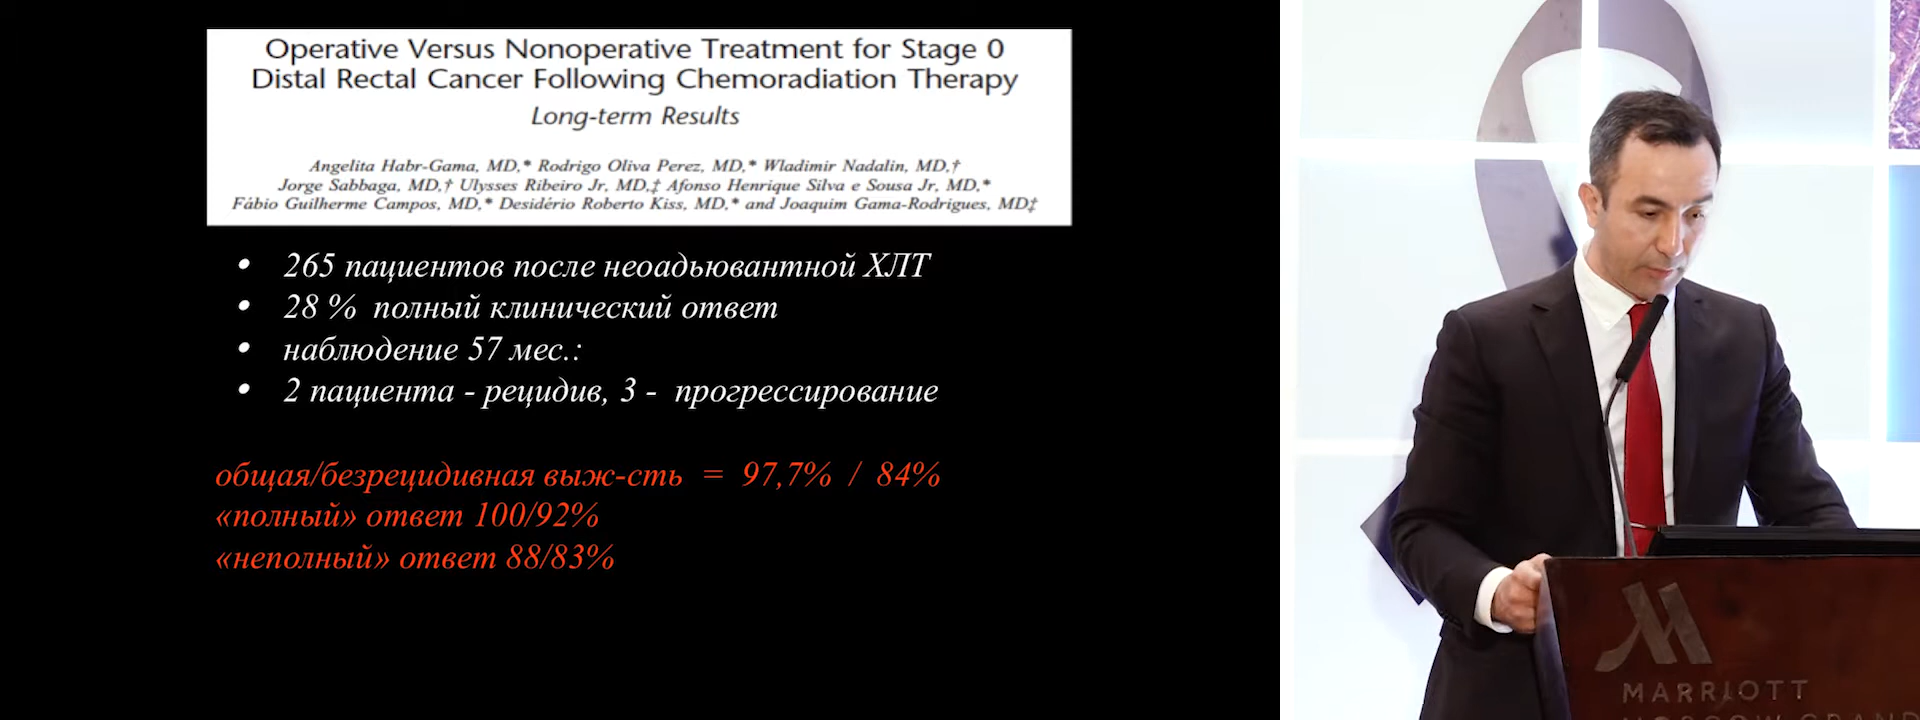 Operative Versus Nonoperative Treatment for Stage 0
Distal Rectal Cancer Following Chemoradiation Therapy
Long-term Results
Angelita Habr-Gama, MD,* Rodrigo Oliva Perez, MD,* Wladimir Nadalin, MD,†
Jorge Sabbaga, MD,† Ulysses Ribeiro Jr, MD,‡ Afonso Henrique Silva e Sousa Jr, MD,*
Fábio Guilherme Campos, MD,* Desidério Roberto Kiss, MD,* and Joaquim Gama-Rodrigues, MD‡
• 265 пациентов после неоадьювантной ХЛТ
• 28 % полный клинический ответ
• наблюдение 57 мес.:
• 2 пациента - рецидив, 3 - прогрессирование
общая/безрецидивная выж-сть = 97,7% / 84%
«полный» ответ 100/92%
«неполный» ответ 88/83%
MARRIOTT
MOSCOW GRAND